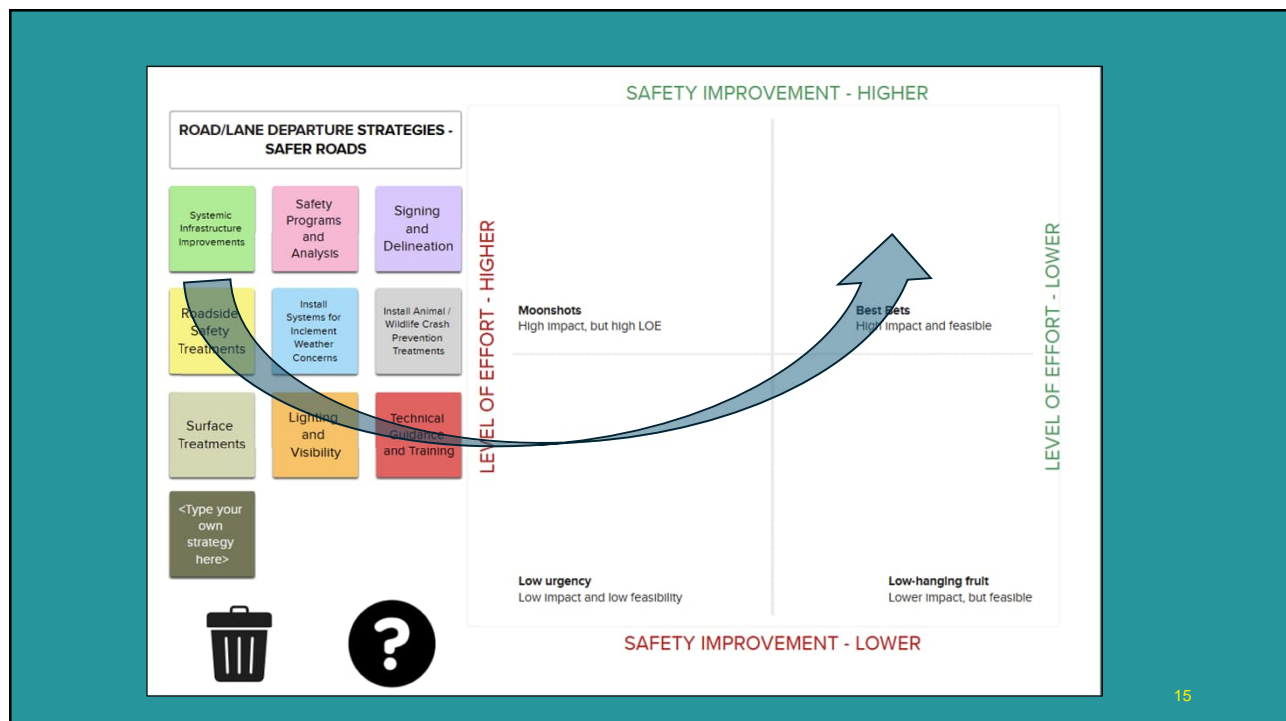 SAFETY IMPROVEMENT - HIGHER
ROAD/LANE DEPARTURE STRATEGIES -
SAFER ROADS
Systemic
Infrastructure
Improvements
Safety
Programs
and
Analysis
Signing
and
Delineation
Roadside
Safety
Treatments
Install
Systems for
Inclement
Weather
Concerns
Install Animal /
Wildlife Crash
Prevention
Treatments
Surface
Treatments
Lighting
and
Visibility
Technical
Guidance
and Training
<Type your
own
strategy
here>
LEVEL OF EFFORT - HIGHER
Moonshots
High impact, but high LOE
Best Bets
High impact and feasible
LEVEL OF EFFORT - LOWER
Low urgency
Low impact and low feasibility
Low-hanging fruit
Lower impact, but feasible
?
SAFETY IMPROVEMENT - LOWER
15